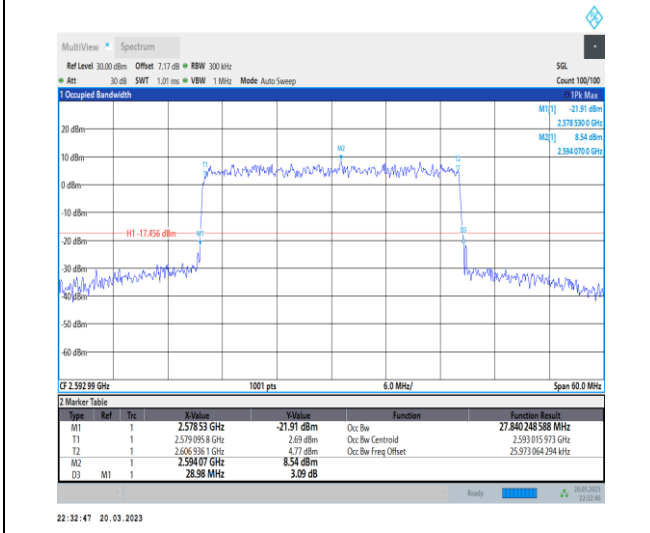 MultiView Spectrum
Ref Level 30.00 dBm Offset 7.17 dB RBW 300 kHz SGL
Att 30 dB SWT 1.01 ms VBW 1 MHz Mode Auto Sweep Count 100/100
1 Occupied Bandwidth 1Pk Max
M1[1] -21.91 dBm
2.578 530 0 GHz
20 dBm
M2[1] 8.54 dBm
2.594 070 0 GHz
M2
10 dBm
T1
T2
0 dBm
-10 dBm
H1 -17.456 dBm
M1
D3
-20 dBm
-30 dBm
-40 dBm
-50 dBm
-60 dBm
CF 2.592 99 GHz 1001 pts 6.0 MHz/ Span 60.0 MHz
2 Marker Table
Type Ref Trc X-Value Y-Value Function Function Result
M1 1 2.578 53 GHz -21.91 dBm Occ Bw 27.840 248 588 MHz
T1 1 2.579 095 8 GHz 2.69 dBm Occ Bw Centroid 2.593 015 973 GHz
T2 1 2.606 936 1 GHz 4.77 dBm Occ Bw Freq Offset 25.973 064 294 kHz
M2 1 2.594 07 GHz 8.54 dBm
D3 M1 1 28.98 MHz 3.09 dB
Ready 20.03.2023
22:32:46
22:32:47 20.03.2023